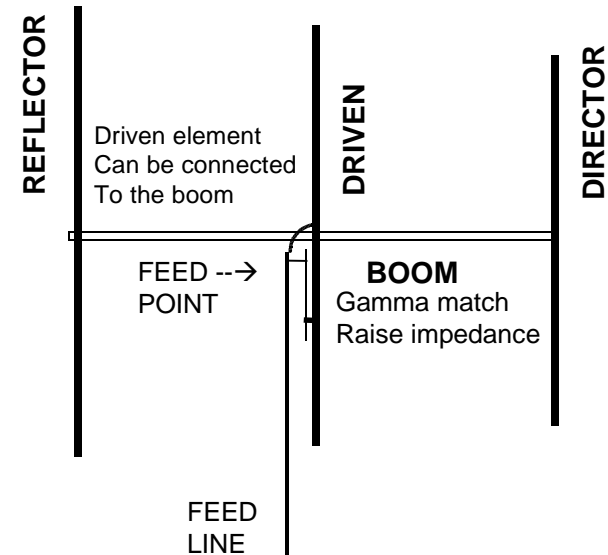 REFLECTOR
Driven element
Can be connected
To the boom
DRIVEN
DIRECTOR
FEED --→
POINT
BOOM
Gamma match
Raise impedance
FEED
LINE